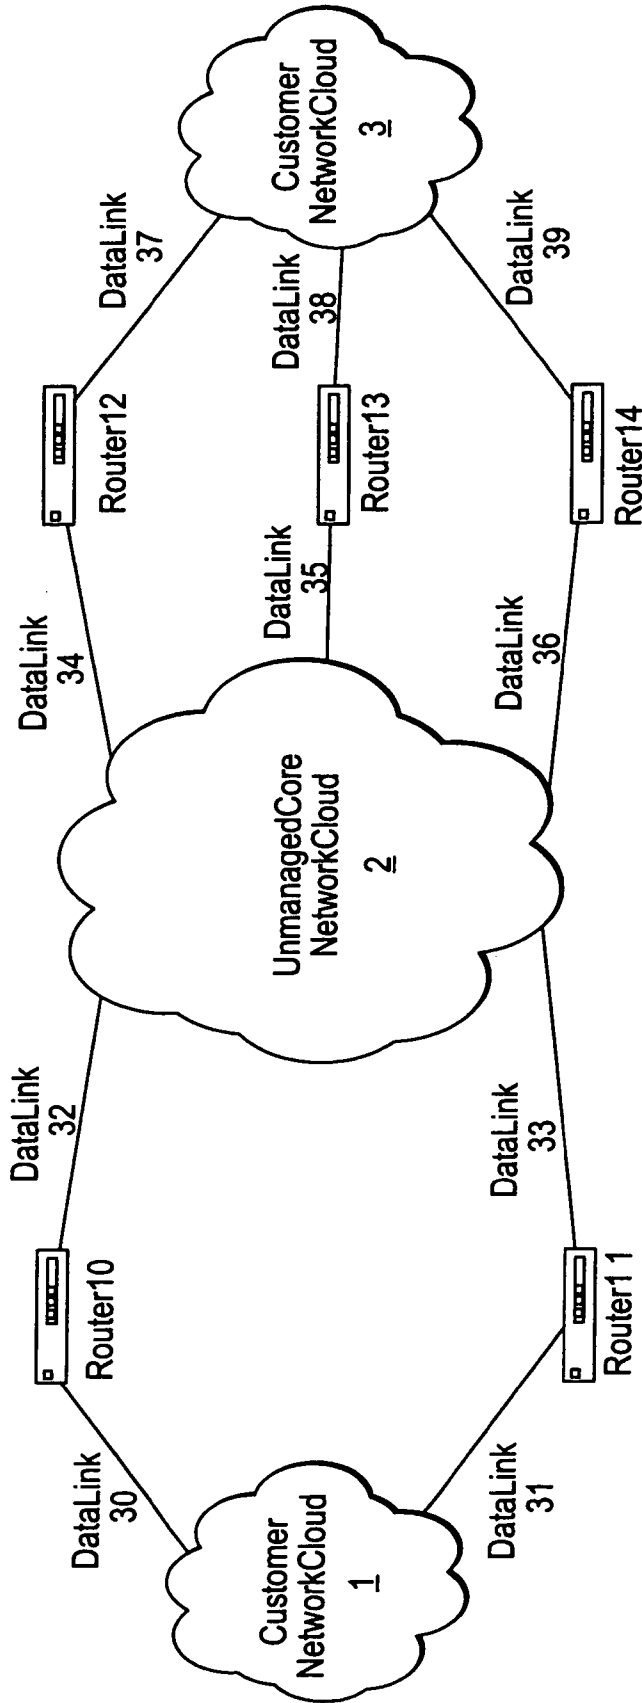 DataLink
30
DataLink
32
DataLink
34
DataLink
37
Router10
Router12
Customer
NetworkCloud
1
UnmanagedCore
NetworkCloud
2
DataLink
35
DataLink
38
Router13
Customer
NetworkCloud
3
DataLink
31
DataLink
33
DataLink
36
DataLink
39
Router1 1
Router14